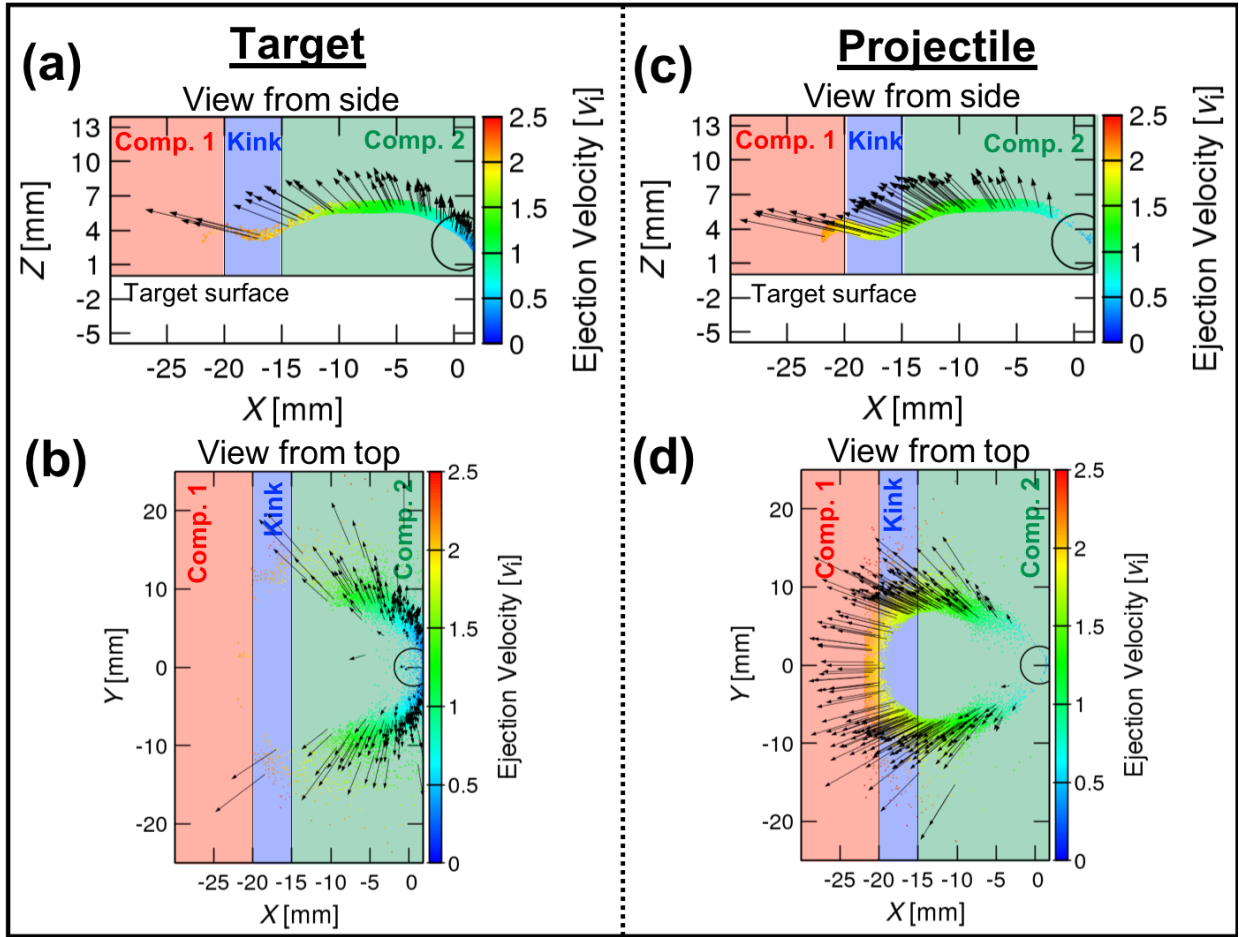 Target
(a)
View from side
Comp. 1
Kink
Comp. 2
13
10
7
4
1
-2
-5
Z [mm]
Target surface
-25 -20 -15 -10 -5 0
X [mm]
2.5
2
1.5
1
0.5
0
Ejection Velocity [vi]
(b)
View from top
Comp. 1
Kink
Comp. 2
20
10
0
-10
-20
Y [mm]
-25 -20 -15 -10 -5 0
X [mm]
2.5
2
1.5
1
0.5
0
Ejection Velocity [vi]
Projectile
(c)
View from side
Comp. 1
Kink
Comp. 2
13
10
7
4
1
-2
-5
Z [mm]
Target surface
-25 -20 -15 -10 -5 0
X [mm]
2.5
2
1.5
1
0.5
0
Ejection Velocity [vi]
(d)
View from top
Comp. 1
Kink
Comp. 2
20
10
0
-10
-20
Y [mm]
-25 -20 -15 -10 -5 0
X [mm]
2.5
2
1.5
1
0.5
0
Ejection Velocity [vi]